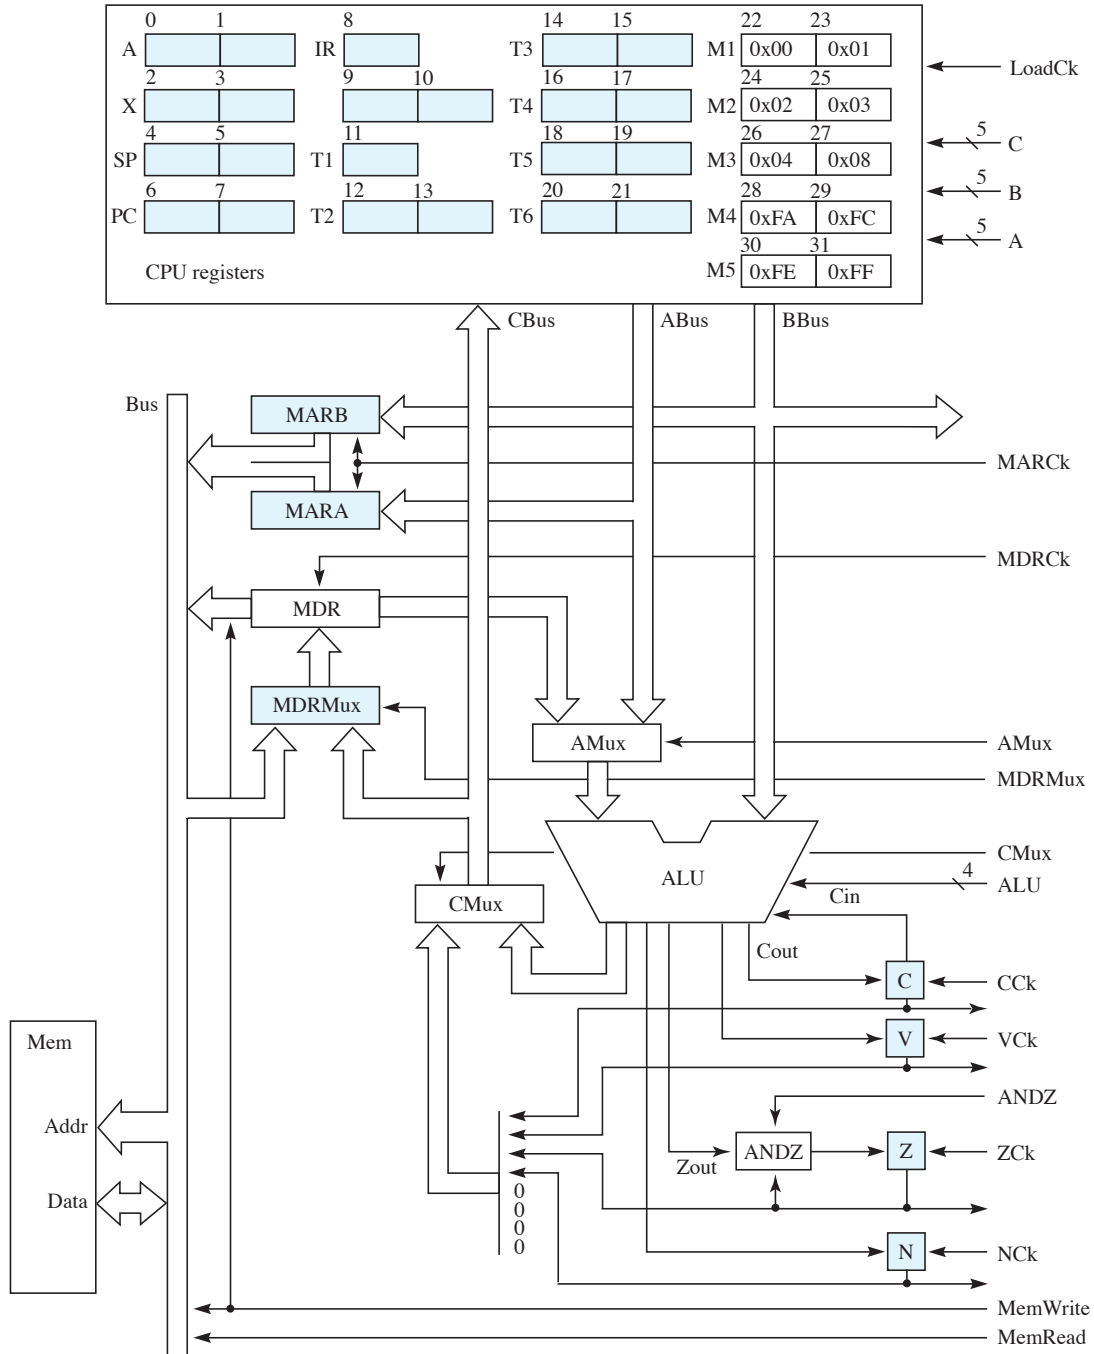 0 1 8 14 15 22 23
A IR T3 M1 0x00 0x01
LoadCk
2 3 9 10 16 17 24 25
X T4 M2 0x02 0x03
4 5 11 18 19 26 27
5
C
SP T1 T5 M3 0x04 0x08
6 7 12 13 20 21 28 29
5
B
PC T2 T6 M4 0xFA 0xFC
5
A
30 31
CPU registers M5 0xFE 0xFF
CBus ABus BBus
Bus
MARB
MARCk
MARA
MDRCk
MDR
MDRMux
AMux AMux
MDRMux
CMux
ALU 4 ALU
CMux Cin
Cout
C CCk
Mem V VCk
ANDZ
Addr
Zout ANDZ Z ZCk
Data 0
0
0
0
N NCk
MemWrite
MemRead